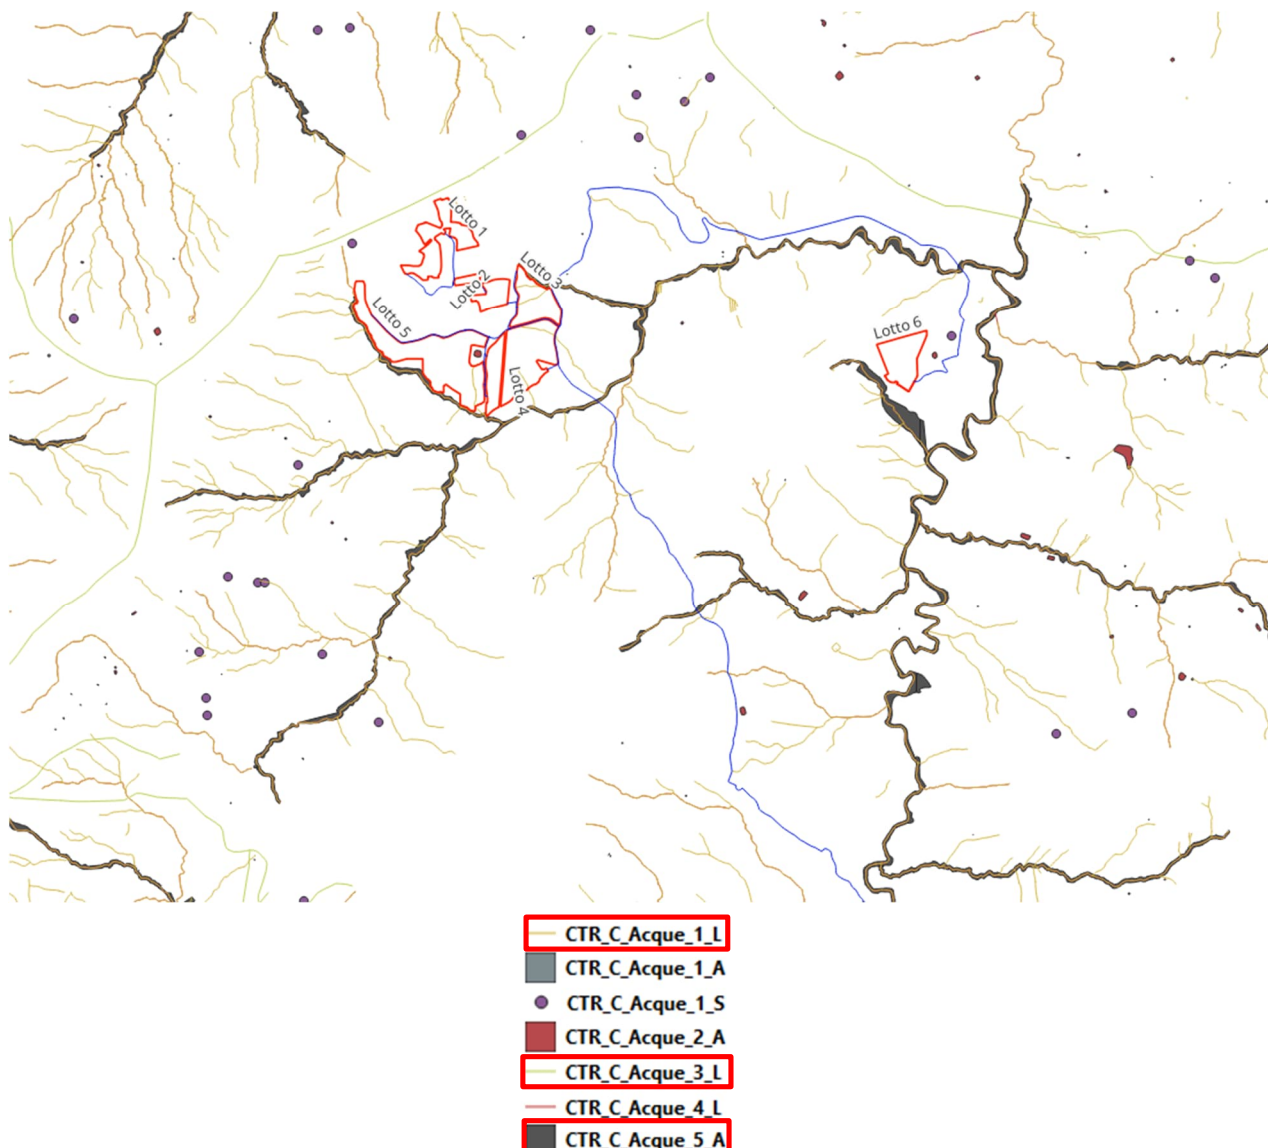 Lotto 1
Lotto 2
Lotto 3
Lotto 5
Lotto 4
Lotto 6
CTR_C_Acque_1_L
CTR_C_Acque_1_A
CTR_C_Acque_1_S
CTR_C_Acque_2_A
CTR_C_Acque_3_L
CTR_C_Acque_4_L
CTR_C_Acque_5_A